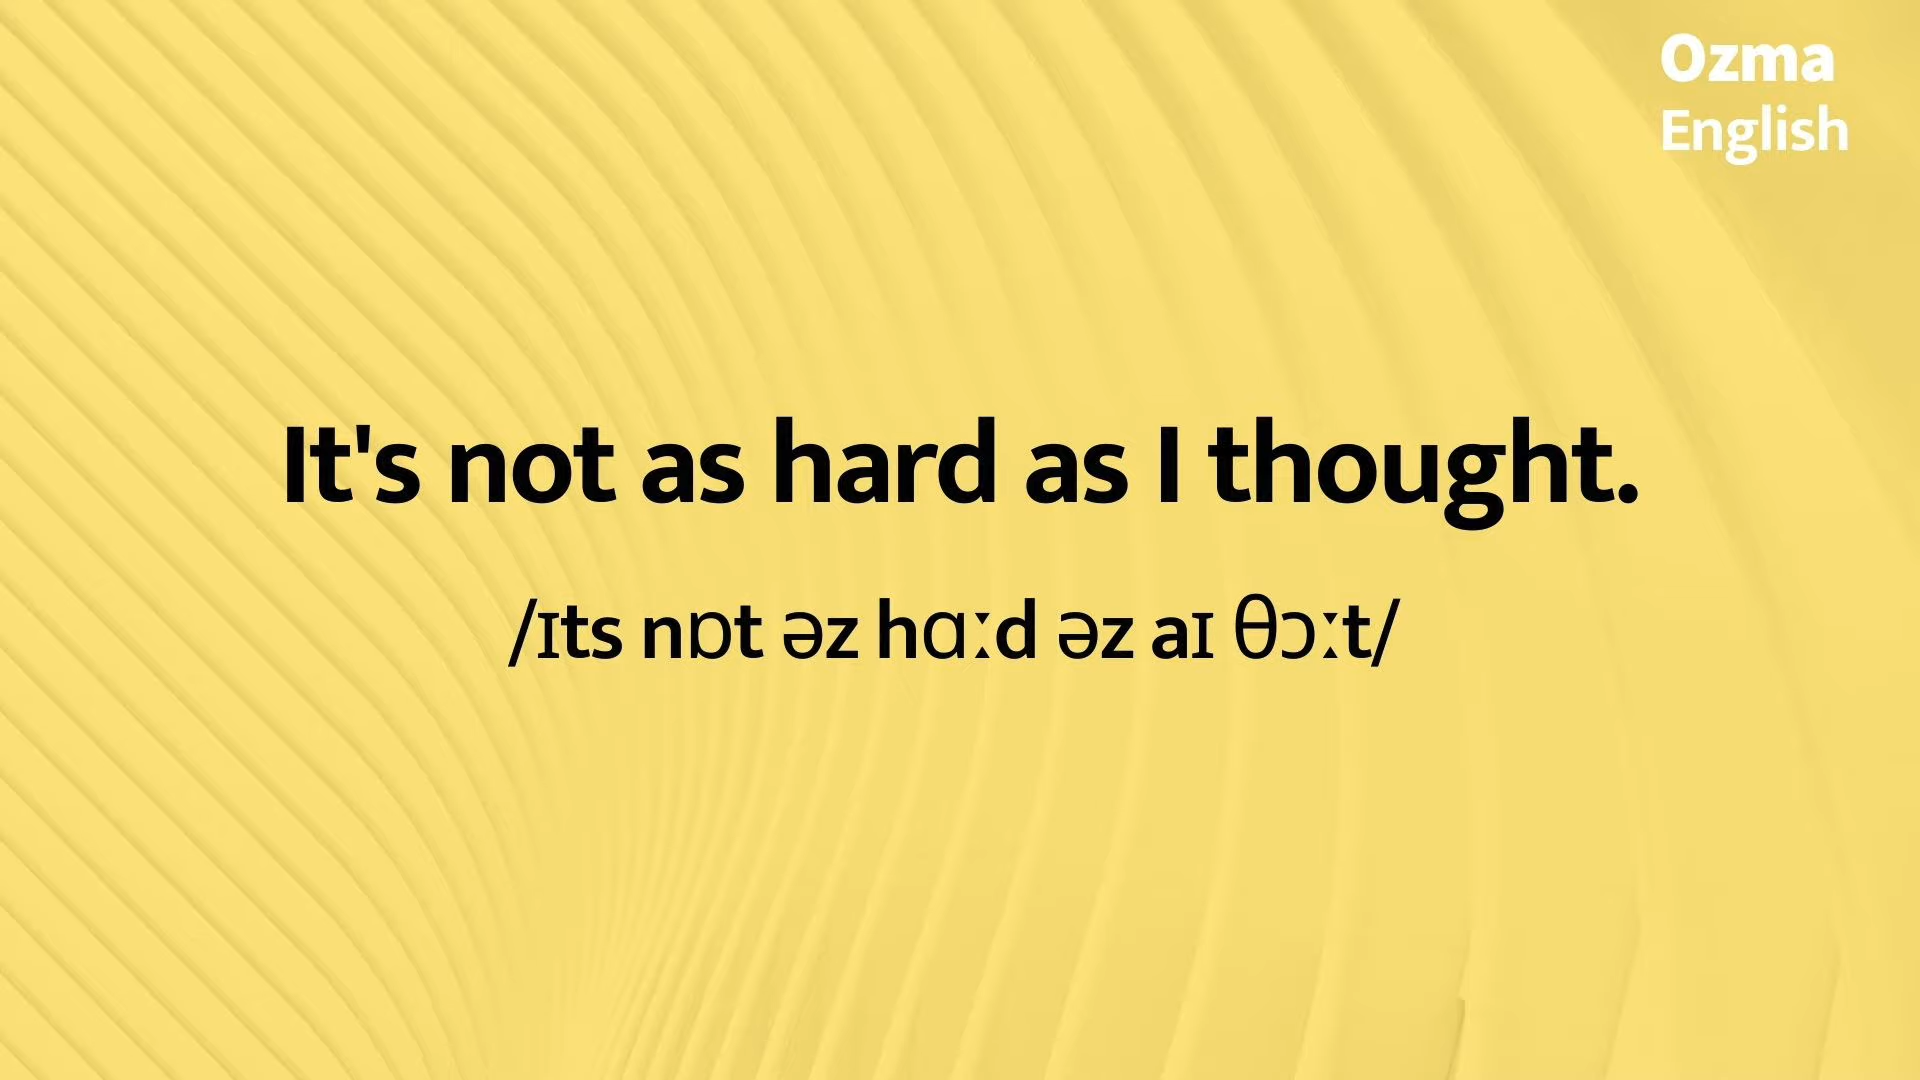 Ozma
English
It's not as hard as I thought.
/ɪts nɒt əz hɑːd əz aɪ θɔːt/